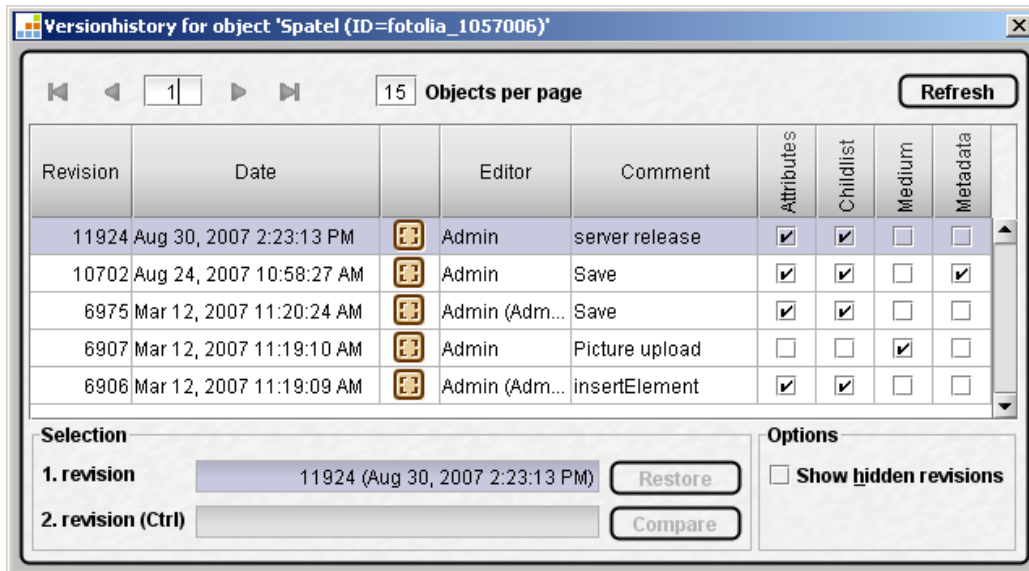 Versionhistory for object 'Spatel (ID=fotolia_1057006)'
1 15 Objects per page Refresh
Revision Date Editor Comment Attributes Childlist Medium Metadata
11924 Aug 30, 2007 2:23:13 PM Admin server release
10702 Aug 24, 2007 10:58:27 AM Admin Save
6975 Mar 12, 2007 11:20:24 AM Admin (Adm... Save
6907 Mar 12, 2007 11:19:10 AM Admin Picture upload
6906 Mar 12, 2007 11:19:09 AM Admin (Adm... insertElement
Selection Options
1. revision 11924 (Aug 30, 2007 2:23:13 PM) Restore Show hidden revisions
2. revision (Ctrl) Compare